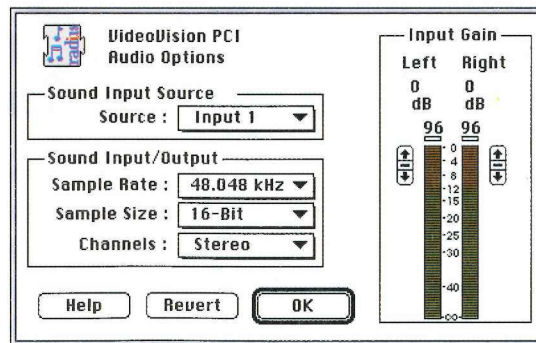 radius
VideoVision PCI
Audio Options
Sound Input Source
Source : Input 1
Sound Input/Output
Sample Rate : 48.048 kHz
Sample Size : 16-Bit
Channels : Stereo
Help Revert OK
Input Gain
Left Right
0 0
dB dB
96 96
0
4
8
12
15
20
25
30
40
∞